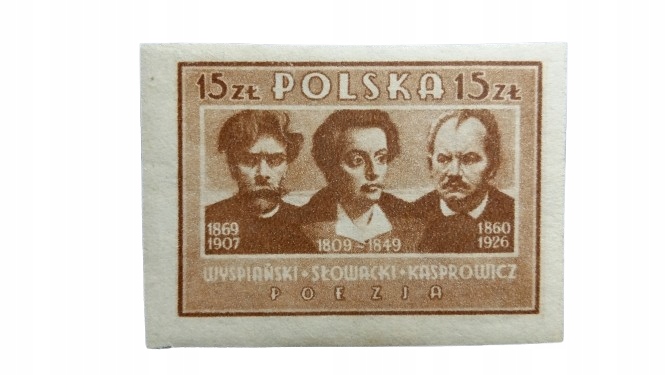 15 ZŁ POLSKA 15 ZŁ
1869
1907
1809-1849
1860
1926
WYSPIAŃSKI • SŁOWACKI • KASPROWICZ
POEZJA